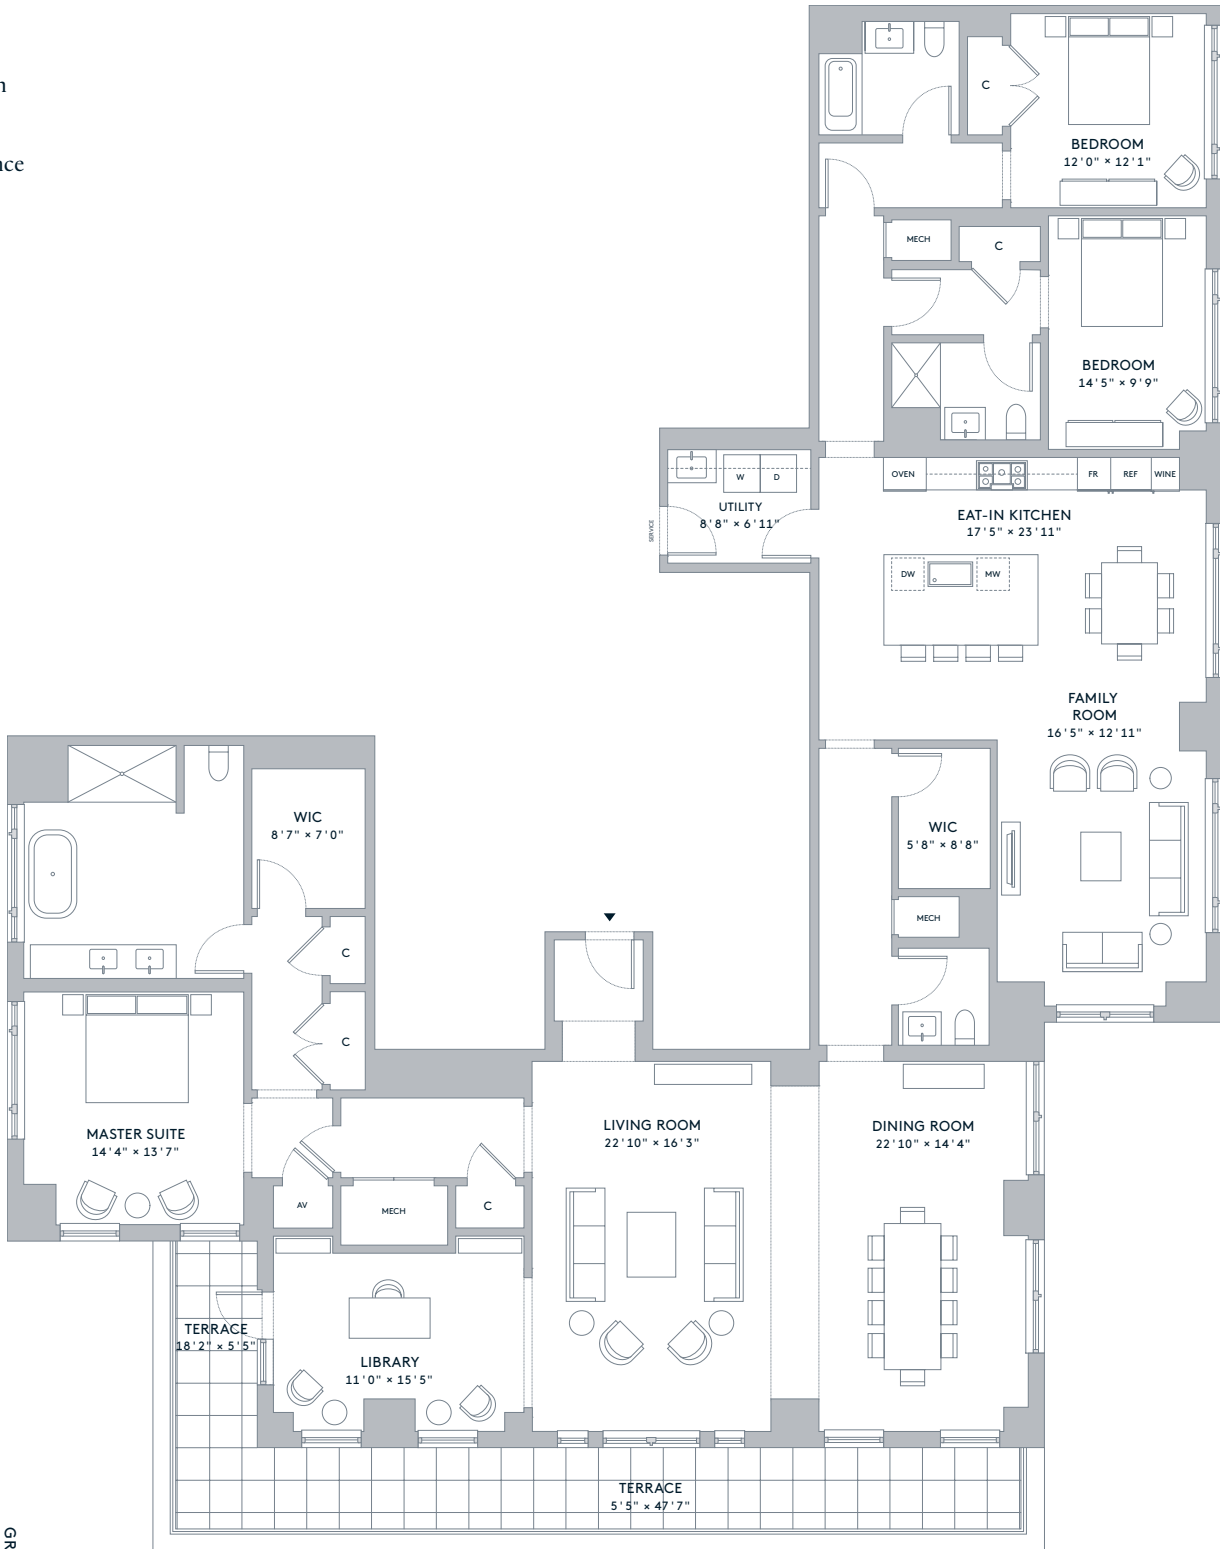 n
nce
C
BEDROOM
12'0" × 12'1"
MECH
C
BEDROOM
14'5" × 9'9"
OVEN
FR
REF
WINE
W
D
UTILITY
8'8" × 6'11"
SERVICE
EAT-IN KITCHEN
17'5" × 23'11"
DW
MW
FAMILY
ROOM
16'5" × 12'11"
WIC
8'7" × 7'0"
WIC
5'8" × 8'8"
MECH
C
C
MASTER SUITE
14'4" × 13'7"
LIVING ROOM
22'10" × 16'3"
DINING ROOM
22'10" × 14'4"
AV
MECH
C
TERRACE
18'2" × 5'5"
LIBRARY
11'0" × 15'5"
TERRACE
5'5" × 47'7"
GR